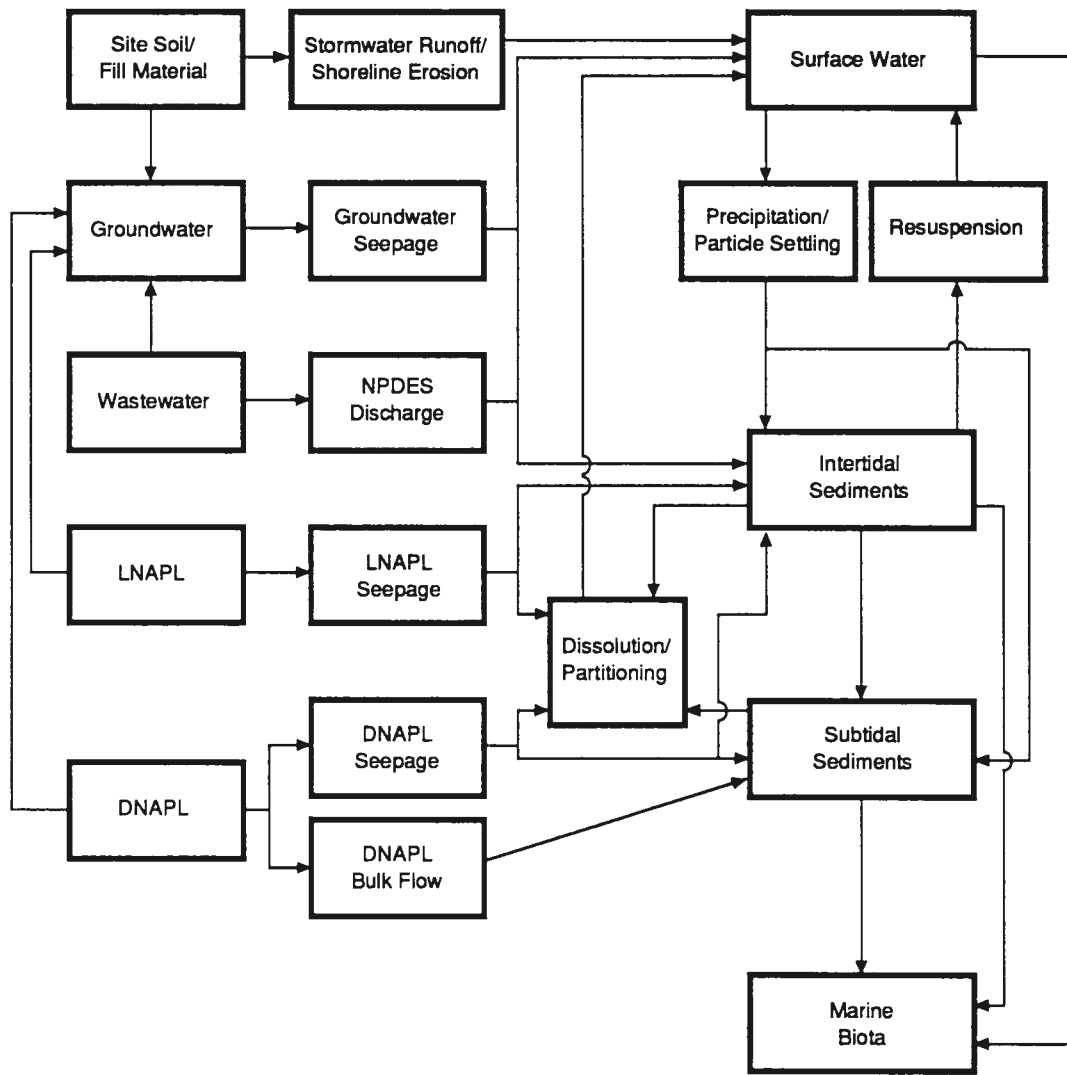 Site Soil/
Fill Material
Stormwater Runoff/
Shoreline Erosion
Surface Water
Groundwater
Groundwater
Seepage
Precipitation/
Particle Settling
Resuspension
Wastewater
NPDES
Discharge
Intertidal
Sediments
LNAPL
LNAPL
Seepage
Dissolution/
Partitioning
DNAPL
Seepage
Subtidal
Sediments
DNAPL
DNAPL
Bulk Flow
Marine
Biota